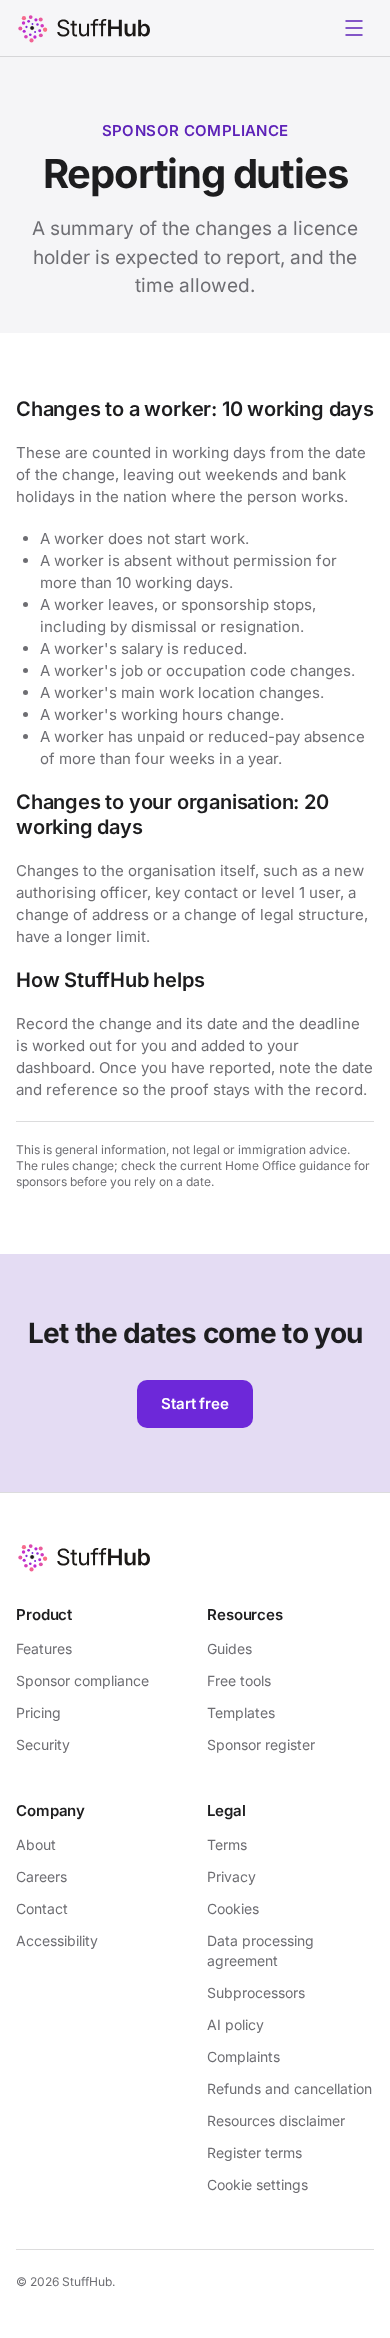 StuffHub
SPONSOR COMPLIANCE
Reporting duties
A summary of the changes a licence
holder is expected to report, and the
time allowed.
Changes to a worker: 10 working days
These are counted in working days from the date
of the change, leaving out weekends and bank
holidays in the nation where the person works.
• A worker does not start work.
• A worker is absent without permission for
more than 10 working days.
• A worker leaves, or sponsorship stops,
including by dismissal or resignation.
• A worker's salary is reduced.
• A worker's job or occupation code changes.
• A worker's main work location changes.
• A worker's working hours change.
• A worker has unpaid or reduced-pay absence
of more than four weeks in a year.
Changes to your organisation: 20
working days
Changes to the organisation itself, such as a new
authorising officer, key contact or level 1 user, a
change of address or a change of legal structure,
have a longer limit.
How StuffHub helps
Record the change and its date and the deadline
is worked out for you and added to your
dashboard. Once you have reported, note the date
and reference so the proof stays with the record.
This is general information, not legal or immigration advice.
The rules change; check the current Home Office guidance for
sponsors before you rely on a date.
Let the dates come to you
Start free
StuffHub
Product
Features
Sponsor compliance
Pricing
Security
Resources
Guides
Free tools
Templates
Sponsor register
Company
About
Careers
Contact
Accessibility
Legal
Terms
Privacy
Cookies
Data processing
agreement
Subprocessors
AI policy
Complaints
Refunds and cancellation
Resources disclaimer
Register terms
Cookie settings
© 2026 StuffHub.